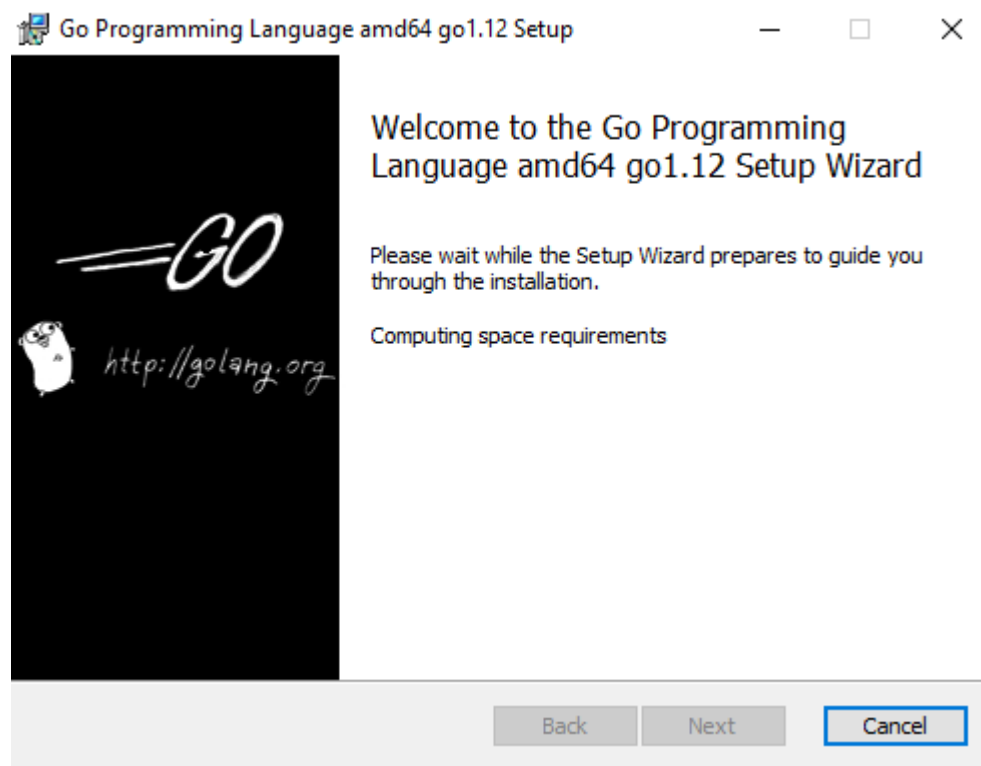 Go Programming Language amd64 go1.12 Setup
Welcome to the Go Programming
Language amd64 go1.12 Setup Wizard
GO
Please wait while the Setup Wizard prepares to guide you
through the installation.
Computing space requirements
http://golang.org
Back
Next
Cancel